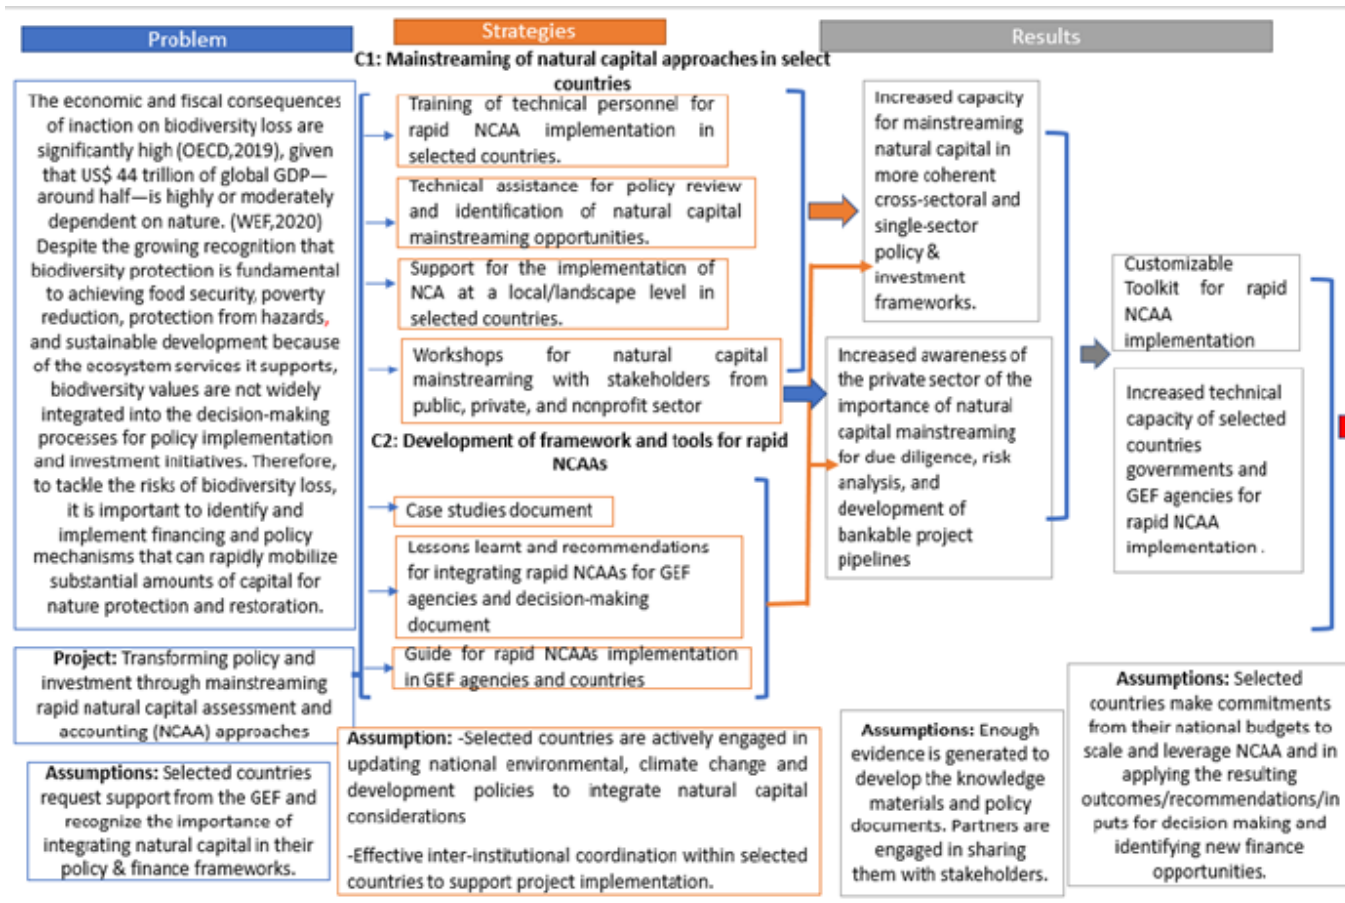 Problem
Strategies
Results
The economic and fiscal consequences
of inaction on biodiversity loss are
significantly high (OECD,2019), given
that US$ 44 trillion of global GDP—
around half—is highly or moderately
dependent on nature. (WEF,2020)
Despite the growing recognition that
biodiversity protection is fundamental
to achieving food security, poverty
reduction, protection from hazards,
and sustainable development because
of the ecosystem services it supports,
biodiversity values are not widely
integrated into the decision-making
processes for policy implementation
and investment initiatives. Therefore,
to tackle the risks of biodiversity loss,
it is important to identify and
implement financing and policy
mechanisms that can rapidly mobilize
substantial amounts of capital for
nature protection and restoration.
Project: Transforming policy and
investment through mainstreaming
rapid natural capital assessment and
accounting (NCAA) approaches
Assumptions: Selected countries
request support from the GEF and
recognize the importance of
integrating natural capital in their
policy & finance frameworks.
C1: Mainstreaming of natural capital approaches in select
countries
Training of technical personnel for
rapid NCAA implementation in
selected countries.
Technical assistance for policy review
and identification of natural capital
mainstreaming opportunities.
Support for the implementation of
NCA at a local/landscape level in
selected countries.
Workshops for natural capital
mainstreaming with stakeholders from
public, private, and nonprofit sector
C2: Development of framework and tools for rapid
NCAAs
Case studies document
Lessons learnt and recommendations
for integrating rapid NCAAs for GEF
agencies and decision-making
document
Guide for rapid NCAAs implementation
in GEF agencies and countries
Assumption: -Selected countries are actively engaged in
updating national environmental, climate change and
development policies to integrate natural capital
considerations
-Effective inter-institutional coordination within selected
countries to support project implementation.
Increased capacity
for mainstreaming
natural capital in
more coherent
cross-sectoral and
single-sector
policy &
investment
frameworks.
Increased awareness of
the private sector of the
importance of natural
capital mainstreaming
for due diligence, risk
analysis, and
development of
bankable project
pipelines
Assumptions: Enough
evidence is generated to
develop the knowledge
materials and policy
documents. Partners are
engaged in sharing
them with stakeholders.
Customizable
Toolkit for rapid
NCAA
implementation
Increased technical
capacity of selected
countries
governments and
GEF agencies for
rapid NCAA
implementation .
Assumptions: Selected
countries make commitments
from their national budgets to
scale and leverage NCAA and in
applying the resulting
outcomes/recommendations/in
puts for decision making and
identifying new finance
opportunities.